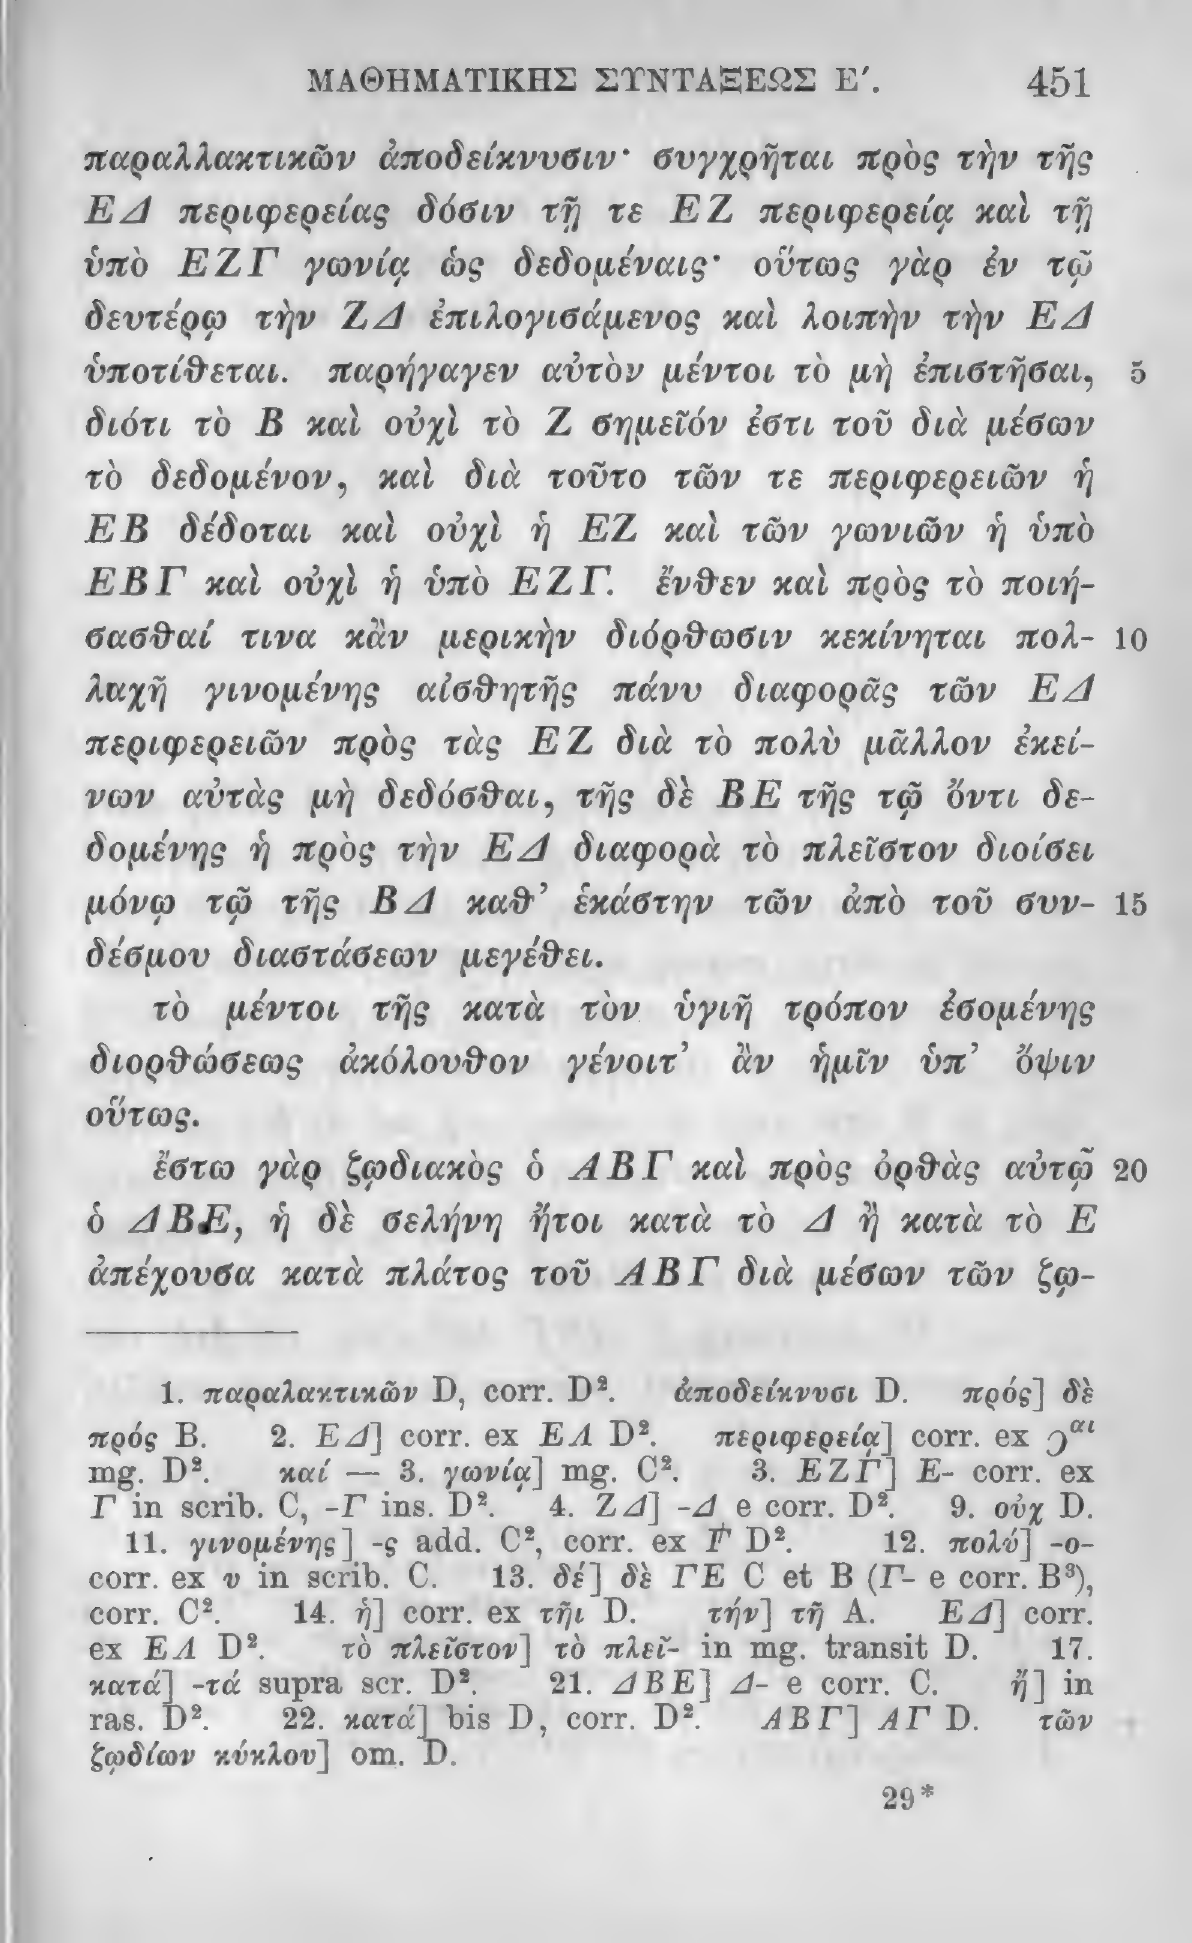 ΜΑΘΗΜΑΤΙΚΗΣ ΣΥΝΤΑΞΕΩΣ Ε′. 451
παραλλακτικῶν ἀποδείκνυσιν· συγχρῆται πρὸς τὴν τῆς
ΕΔ περιφερείας δόσιν τῇ τε ΕΖ περιφερείᾳ καὶ τῇ
ὑπὸ ΕΖΓ γωνίᾳ ὡς δεδομέναις· οὕτως γὰρ ἐν τῷ
δευτέρῳ τὴν ΖΔ ἐπιλογισάμενος καὶ λοιπὴν τὴν ΕΔ
ὑποτίθεται. παρήγαγεν αὐτὸν μέντοι τὸ μὴ ἐπιστῆσαι, 5
διότι τὸ Β καὶ οὐχὶ τὸ Ζ σημεῖόν ἐστι τοῦ διὰ μέσων
τὸ δεδομένον, καὶ διὰ τοῦτο τῶν τε περιφερειῶν ἡ
ΕΒ δέδοται καὶ οὐχὶ ἡ ΕΖ καὶ τῶν γωνιῶν ἡ ὑπὸ
ΕΒΓ καὶ οὐχὶ ἡ ὑπὸ ΕΖΓ. ἔνθεν καὶ πρὸς τὸ ποιή-
σασθαί τινα κἂν μερικὴν διόρθωσιν κεκίνηται πολ- 10
λαχῆ γινομένης αἰσθητῆς πάνυ διαφορᾶς τῶν ΕΔ
περιφερειῶν πρὸς τὰς ΕΖ διὰ τὸ πολὺ μᾶλλον ἐκεί-
νων αὐτὰς μὴ δεδόσθαι, τῆς δὲ ΒΕ τῆς τῷ ὄντι δε-
δομένης ἡ πρὸς τὴν ΕΔ διαφορὰ τὸ πλεῖστον διοίσει
μόνῳ τῷ τῆς ΒΔ καθ’ ἑκάστην τῶν ἀπὸ τοῦ συν- 15
δέσμου διαστάσεων μεγέθει.
τὸ μέντοι τῆς κατὰ τὸν ὑγιῆ τρόπον ἐσομένης
διορθώσεως ἀκόλουθον γένοιτ’ ἂν ἡμῖν ὑπ’ ὄψιν
οὕτως.
ἔστω γὰρ ζῳδιακὸς ὁ ΑΒΓ καὶ πρὸς ὀρθὰς αὐτῷ 20
ὁ ΔΒΕ, ἡ δὲ σελήνη ἤτοι κατὰ τὸ Δ ἢ κατὰ τὸ Ε
ἀπέχουσα κατὰ πλάτος τοῦ ΑΒΓ διὰ μέσων τῶν ζῳ-
1. παραλακτικῶν D, corr. D². ἀποδείκνυσι D. πρός] δὲ
πρός B. 2. ΕΔ] corr. ex ΕΛ D². περιφερείᾳ] corr. ex ϙαι
mg. D². καί — 3. γωνίᾳ] mg. C². 3. ΕΖΓ] Ε- corr. ex
Γ in scrib. C, -Γ ins. D². 4. ΖΔ] -Δ e corr. D². 9. οὐχ D.
11. γινομένης] -ς add. C², corr. ex Γ D². 12. πολύ] -ο-
corr. ex υ in scrib. C. 13. δέ] δὲ ΓΕ C et B (Γ- e corr. B³),
corr. C². 14. ἡ] corr. ex τῆι D. τήν] τῆ A. ΕΔ] corr.
ex ΕΛ D². τὸ πλεῖστον] τὸ πλεῖ- in mg. transit D. 17.
κατά] -τά supra scr. D². 21. ΔΒΕ] Δ- e corr. C. ἤ] in
ras. D². 22. κατά] bis D, corr. D². ΑΒΓ] ΑΓ D. τῶν
ζῳδίων κύκλου] om. D.
29*